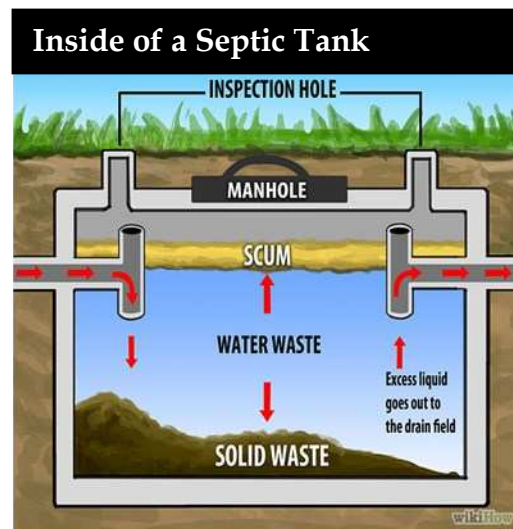 Inside of a Septic Tank
INSPECTION HOLE
MANHOLE
SCUM
WATER WASTE
Excess liquid
goes out to
the drain field
SOLID WASTE
wikiHow